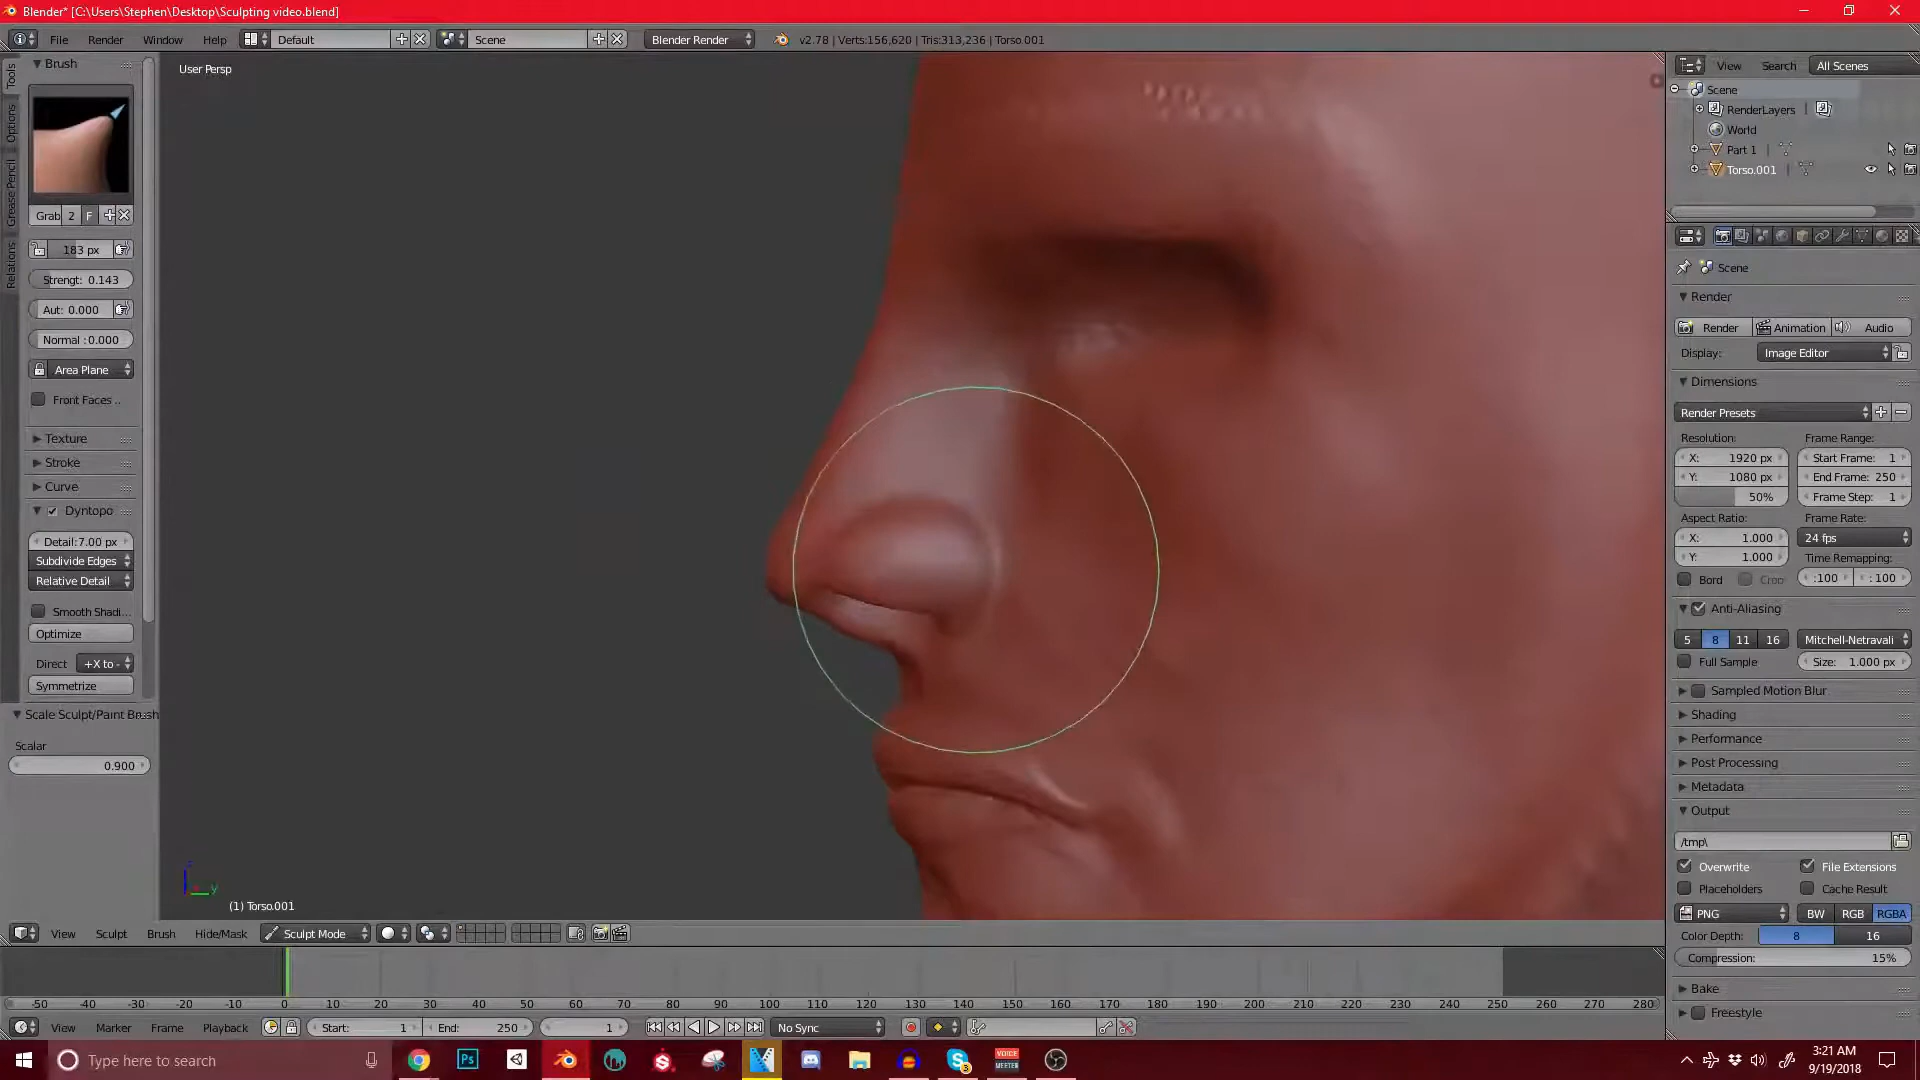 Blender* [C:\Users\Stephen\Desktop\Sculpting video.blend]
File Render Window Help Default Scene Blender Render v2.78 | Verts:156,620 | Tris:313,236 | Torso.001
Brush
Tools
Options
Grease Pencil
Relations
User Persp
Grab 2 F
183 px
Strengt: 0.143
Aut: 0.000
Normal :0.000
Area Plane
Front Faces ..
Texture
Stroke
Curve
Dyntopo
Detail:7.00 px
Subdivide Edges
Relative Detail
Smooth Shadi...
Optimize
Direct +X to -
Symmetrize
Scale Sculpt/Paint Brush
Scalar
0.900
z
y
(1) Torso.001
View Sculpt Brush Hide/Mask Sculpt Mode
-50 -40 -30 -20 -10 0 10 20 30 40 50 60 70 80 90 100 110 120 130 140 150 160 170 180 190 200 210 220 230 240 250 260 270 280
View Marker Frame Playback Start: 1 End: 250 1 No Sync
View Search All Scenes
Scene
RenderLayers |
World
Part 1 |
Torso.001 |
Scene
Render
Render Animation Audio
Display: Image Editor
Dimensions
Render Presets
Resolution: Frame Range:
X: 1920 px Start Frame: 1
Y: 1080 px End Frame: 250
50% Frame Step: 1
Aspect Ratio: Frame Rate:
X: 1.000 24 fps
Y: 1.000 Time Remapping:
Bord Crop :100 : 100
Anti-Aliasing
5 8 11 16 Mitchell-Netravali
Full Sample Size: 1.000 px
Sampled Motion Blur
Shading
Performance
Post Processing
Metadata
Output
/tmp\
Overwrite File Extensions
Placeholders Cache Result
PNG BW RGB RGBA
Color Depth: 8 16
Compression: 15%
Bake
Freestyle
Type here to search
Ps
S
3
VOICE
MEETER
3:21 AM
9/19/2018